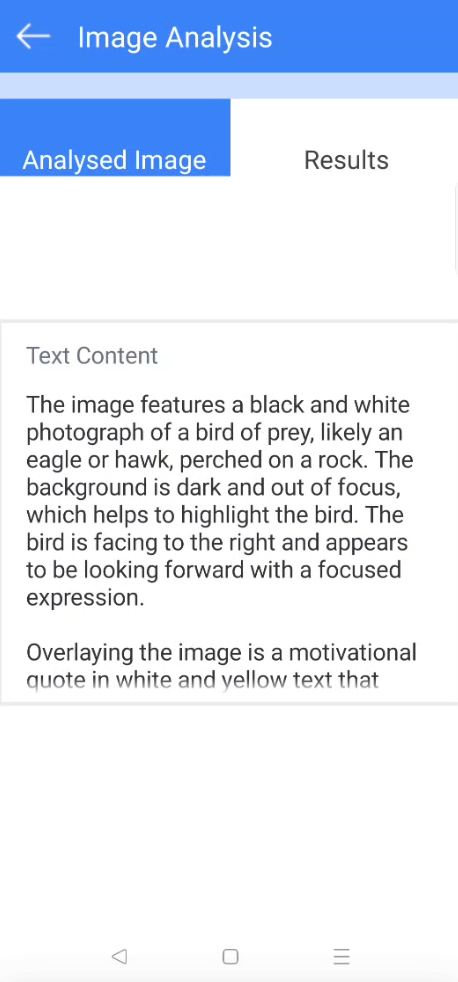 Image Analysis
Analysed Image
Results
Text Content
The image features a black and white
photograph of a bird of prey, likely an
eagle or hawk, perched on a rock. The
background is dark and out of focus,
which helps to highlight the bird. The
bird is facing to the right and appears
to be looking forward with a focused
expression.
Overlaying the image is a motivational
quote in white and yellow text that